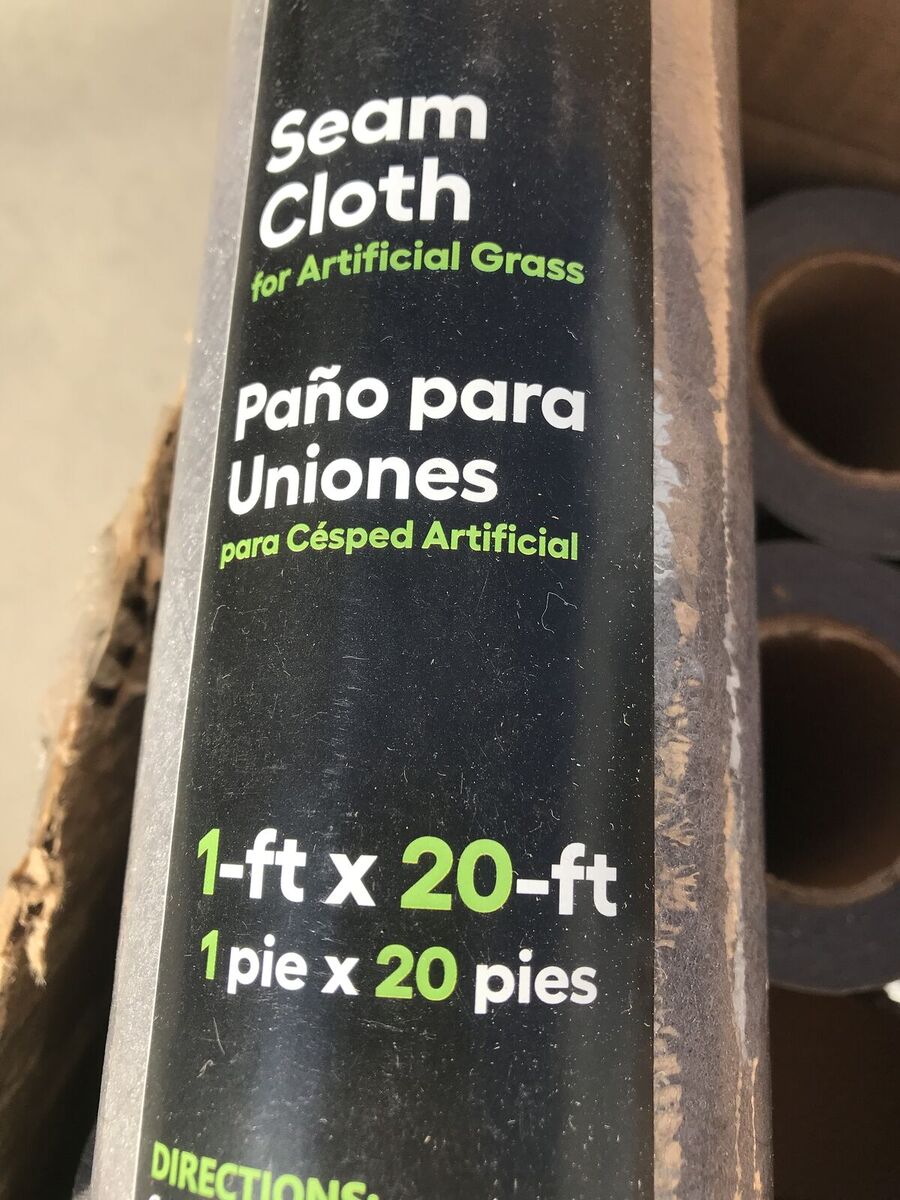 Seam
Cloth
for Artificial Grass
Paño para
Uniones
para Césped Artificial
1-ft x 20-ft
1 pie x 20 pies
DIRECTIONS: